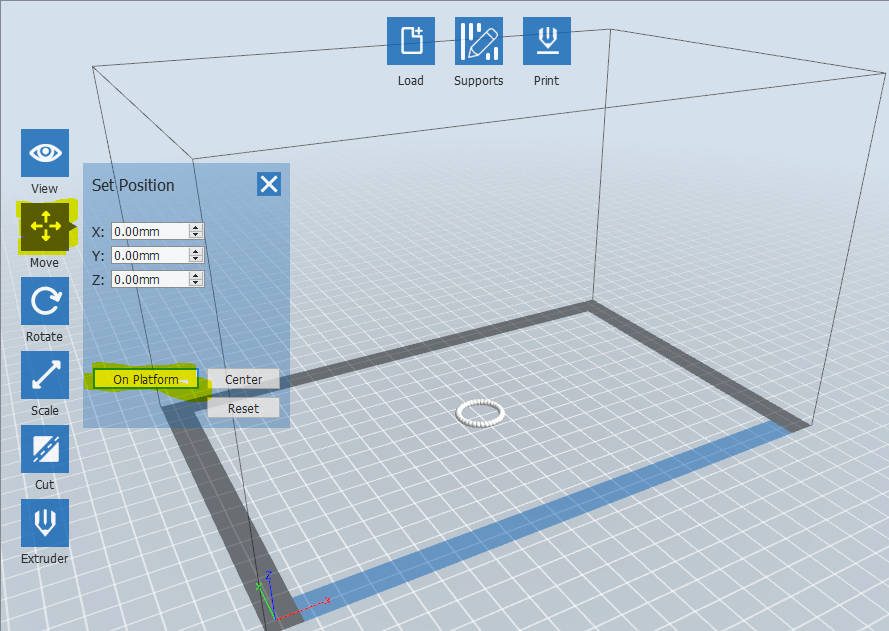 Load
Supports
Print
View
Move
Rotate
Scale
Cut
Extruder
Set Position
X: 0.00mm
Y: 0.00mm
Z: 0.00mm
On Platform
Center
Reset
Z
Y
X